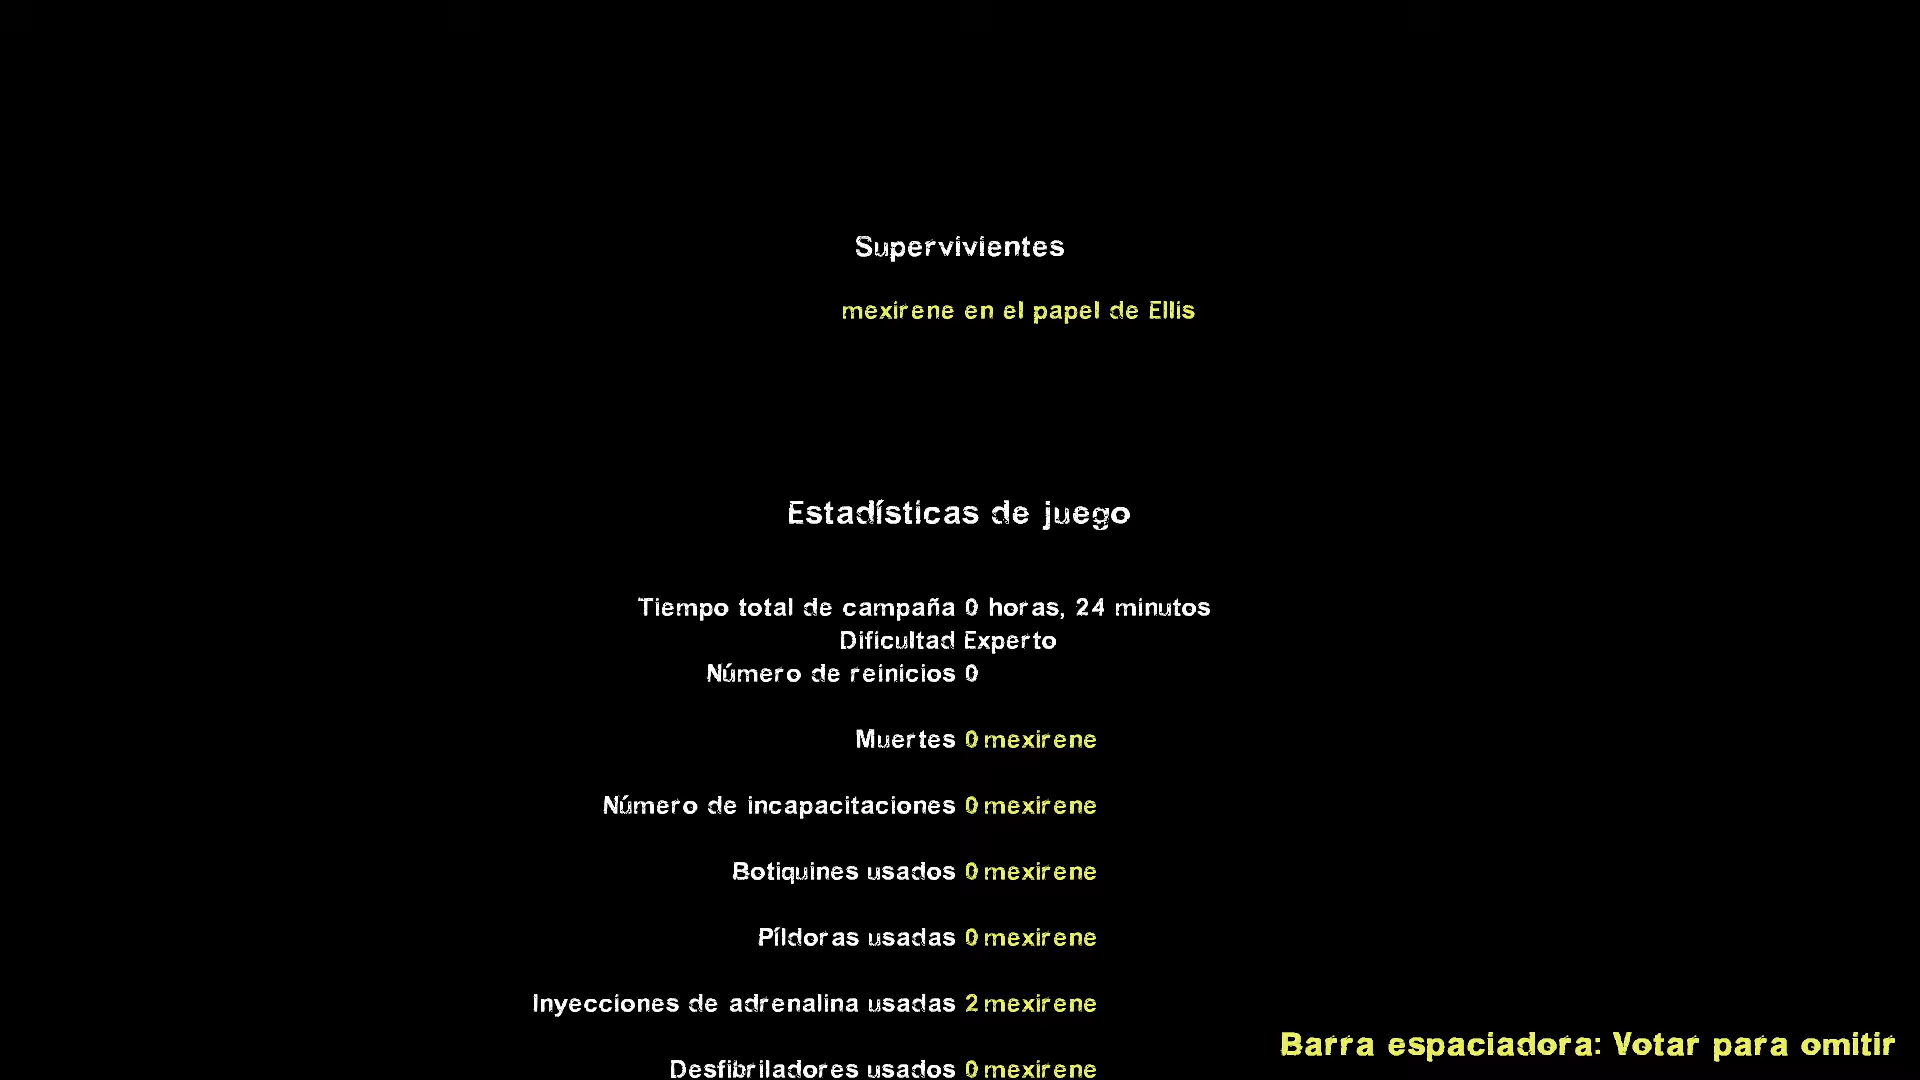 Supervivientes
mexirene en el papel de Ellis
Estadísticas de juego
Tiempo total de campaña 0 horas, 24 minutos
Dificultad Experto
Número de reinicios 0
Muertes 0 mexirene
Número de incapacitaciones 0 mexirene
Botiquines usados 0 mexirene
Píldoras usadas 0 mexirene
Inyecciones de adrenalina usadas 2 mexirene
Barra espaciadora: Votar para omitir
Desfibriladores usados 0 mexirene